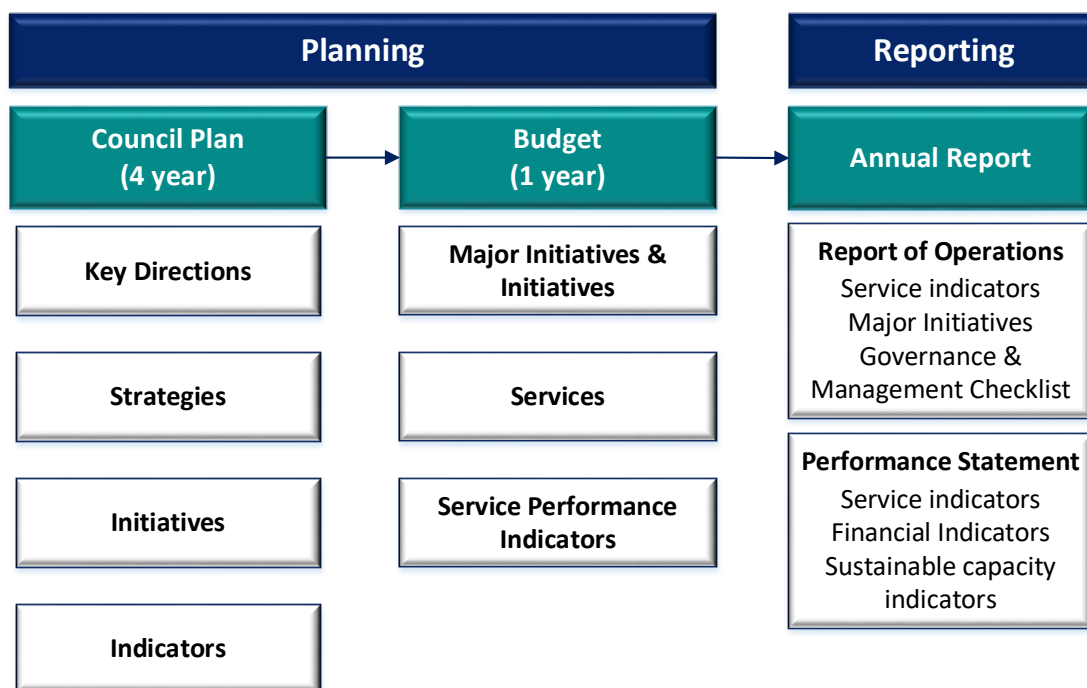 Planning
Reporting
Council Plan
(4 year)
Budget
(1 year)
Annual Report
Key Directions
Strategies
Initiatives
Indicators
Major Initiatives &
Initiatives
Services
Service Performance
Indicators
Report of Operations
Service indicators
Major Initiatives
Governance &
Management Checklist
Performance Statement
Service indicators
Financial Indicators
Sustainable capacity
indicators